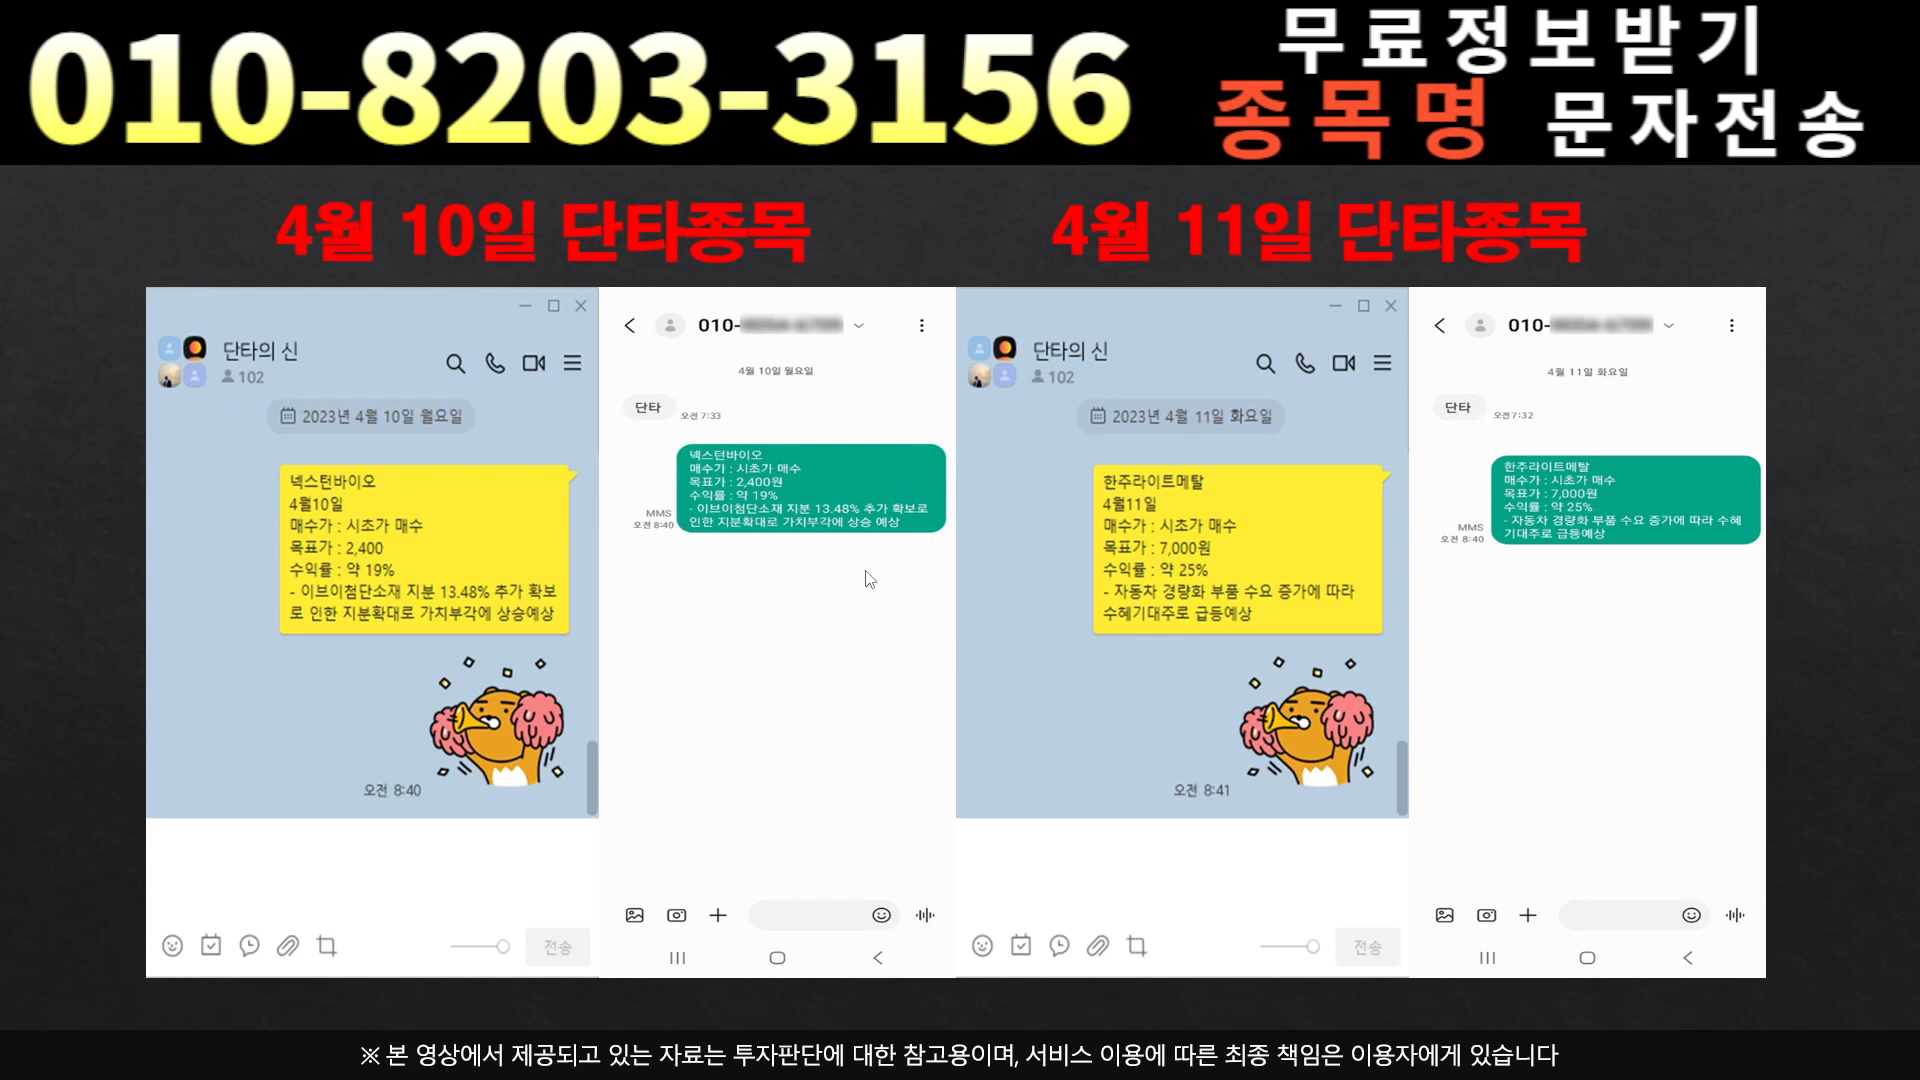 010-8203-3156
무료정보받기
종목명 문자전송
4월 10일 단타종목
4월 11일 단타종목
단타의 신
102
2023년 4월 10일 월요일
넥스턴바이오
4월10일
매수가 : 시초가 매수
목표가 : 2,400
수익률 : 약 19%
- 이브이첨단소재 지분 13.48% 추가 확보
로 인한 지분확대로 가치부각에 상승예상
오전 8:40
전송
010-
4월 10일 월요일
단타
오전 7:33
넥스턴바이오
매수가 : 시초가 매수
목표가 : 2,400원
수익률 : 약 19%
- 이브이첨단소재 지분 13.48% 추가 확보로
인한 지분확대로 가치부각에 상승 예상
MMS
오전 8:40
단타의 신
102
2023년 4월 11일 화요일
한주라이트메탈
4월11일
매수가 : 시초가 매수
목표가 : 7,000원
수익률 : 약 25%
- 자동차 경량화 부품 수요 증가에 따라
수혜기대주로 급등예상
오전 8:41
전송
010-
4월 11일 화요일
단타
오전 7:32
한주라이트메탈
매수가 : 시초가 매수
목표가 : 7,000원
수익률 : 약 25%
- 자동차 경량화 부품 수요 증가에 따라 수혜
기대주로 급등예상
MMS
오전 8:40
※ 본 영상에서 제공되고 있는 자료는 투자판단에 대한 참고용이며, 서비스 이용에 따른 최종 책임은 이용자에게 있습니다